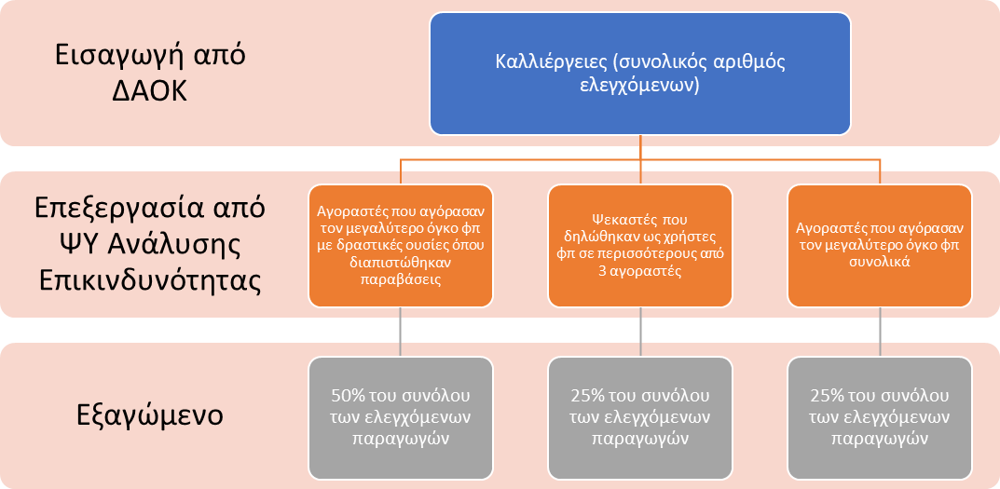 Εισαγωγή από
ΔΑΟΚ
Καλλιέργειες (συνολικός αριθμός
ελεγχόμενων)
Επεξεργασία από
ΨΥ Ανάλυσης
Επικινδυνότητας
Αγοραστές που αγόρασαν
τον μεγαλύτερο όγκο φπ
με δραστικές ουσίες όπου
διαπιστώθηκαν
παραβάσεις
Ψεκαστές που
δηλώθηκαν ως χρήστες
φπ σε περισσότερους από
3 αγοραστές
Αγοραστές που αγόρασαν
τον μεγαλύτερο όγκο φπ
συνολικά
Εξαγώμενο
50% του συνόλου
των ελεγχόμενων
παραγωγών
25% του συνόλου
των ελεγχόμενων
παραγωγών
25% του συνόλου
των ελεγχόμενων
παραγωγών